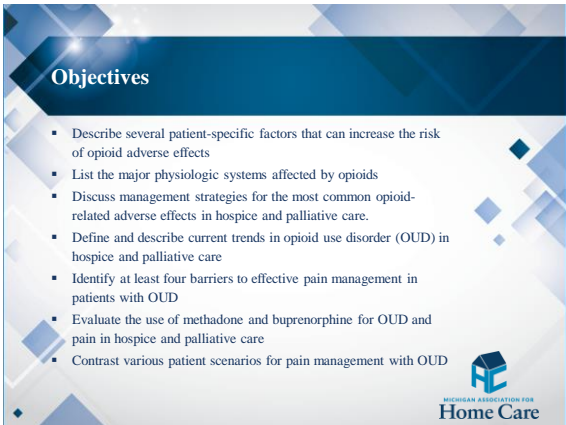 Objectives
▪ Describe several patient-specific factors that can increase the risk
of opioid adverse effects
▪ List the major physiologic systems affected by opioids
▪ Discuss management strategies for the most common opioid-
related adverse effects in hospice and palliative care.
▪ Define and describe current trends in opioid use disorder (OUD) in
hospice and palliative care
▪ Identify at least four barriers to effective pain management in
patients with OUD
▪ Evaluate the use of methadone and buprenorphine for OUD and
pain in hospice and palliative care
▪ Contrast various patient scenarios for pain management with OUD
HC
MICHIGAN ASSOCIATION FOR
Home Care